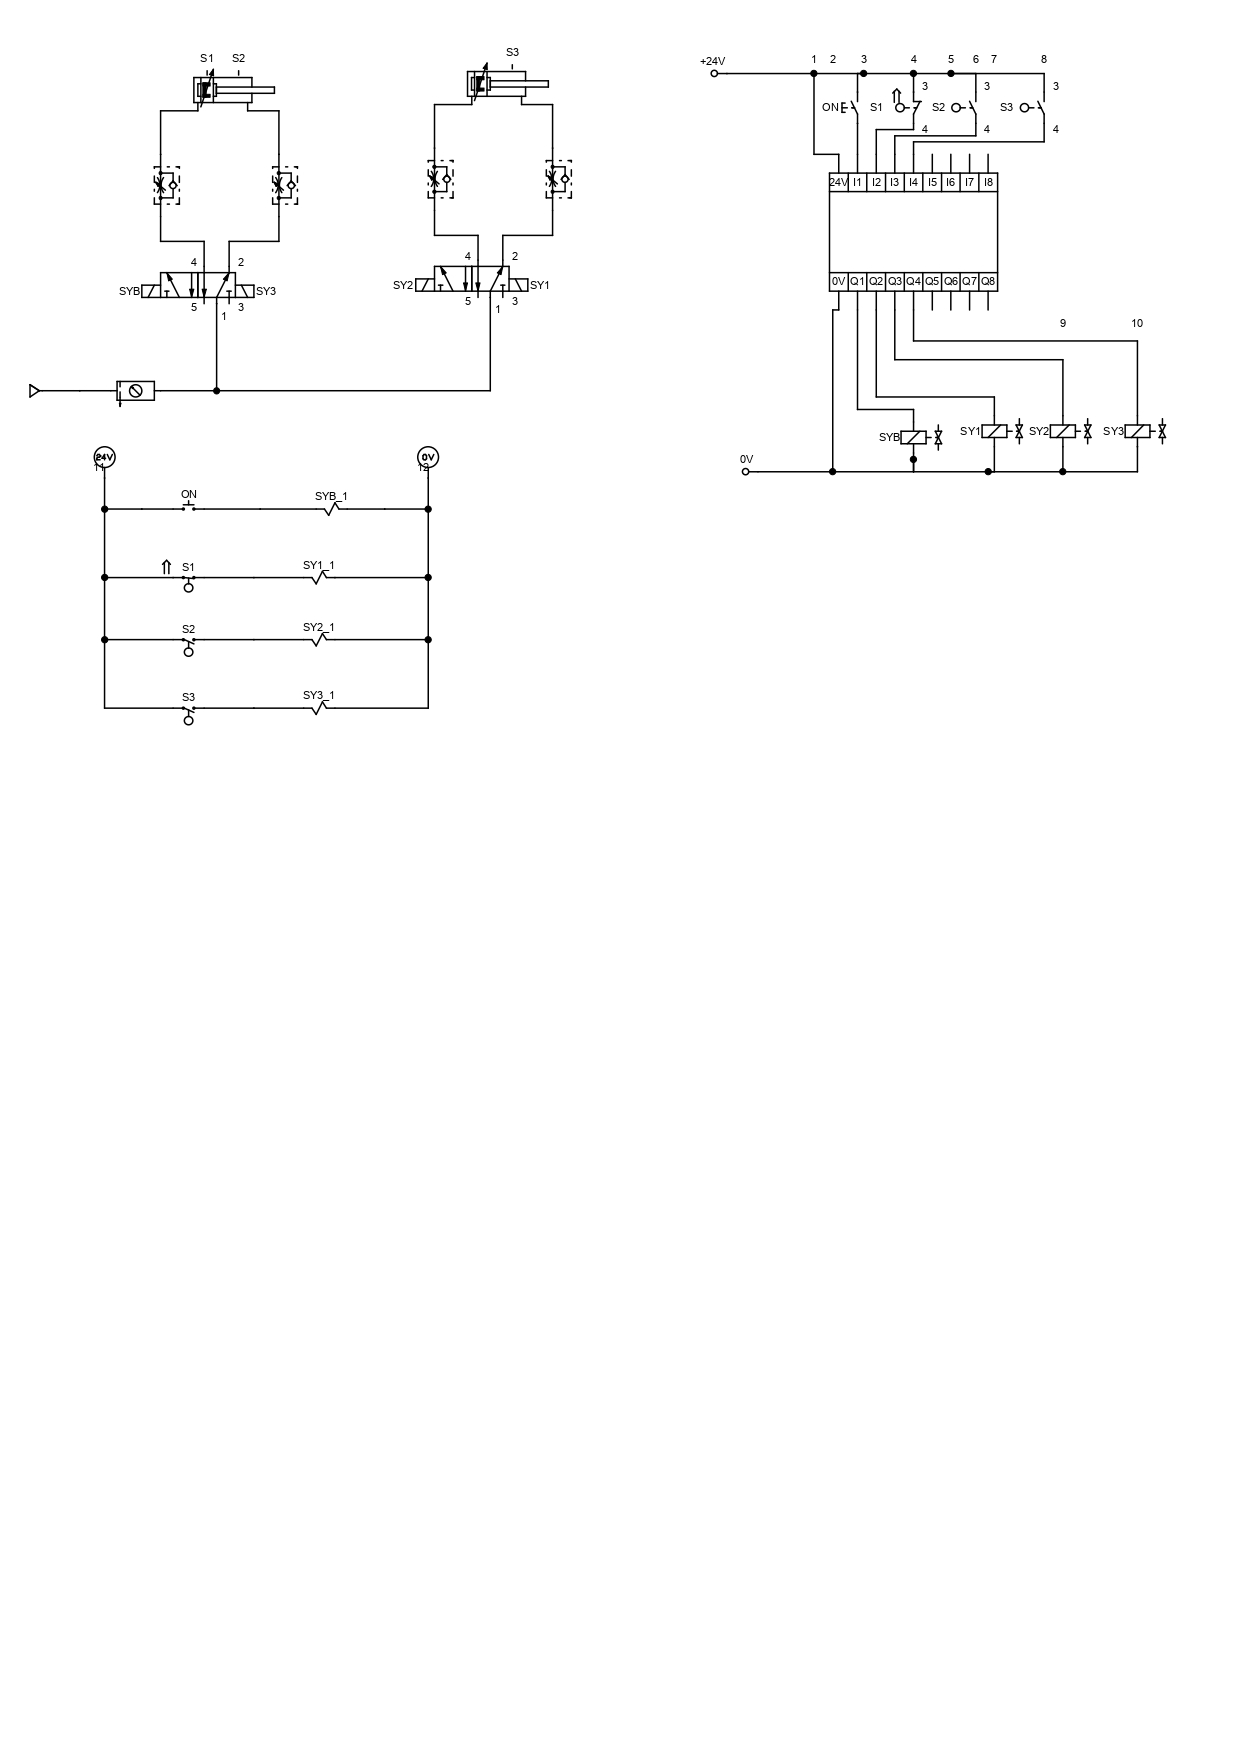 S1 S2
S3
4 2
SYB SY3
5 1 3
4 2
SY2 SY1
5 1 3
+24V 1 2 3 4 5 6 7 8
3 3 3
ON S1 S2 S3
4 4 4
24V I1 I2 I3 I4 I5 I6 I7 I8
0V Q1 Q2 Q3 Q4 Q5 Q6 Q7 Q8
9 10
SYB SY1 SY2 SY3
0V
24V 0V
11 12
ON SYB_1
S1 SY1_1
S2 SY2_1
S3 SY3_1